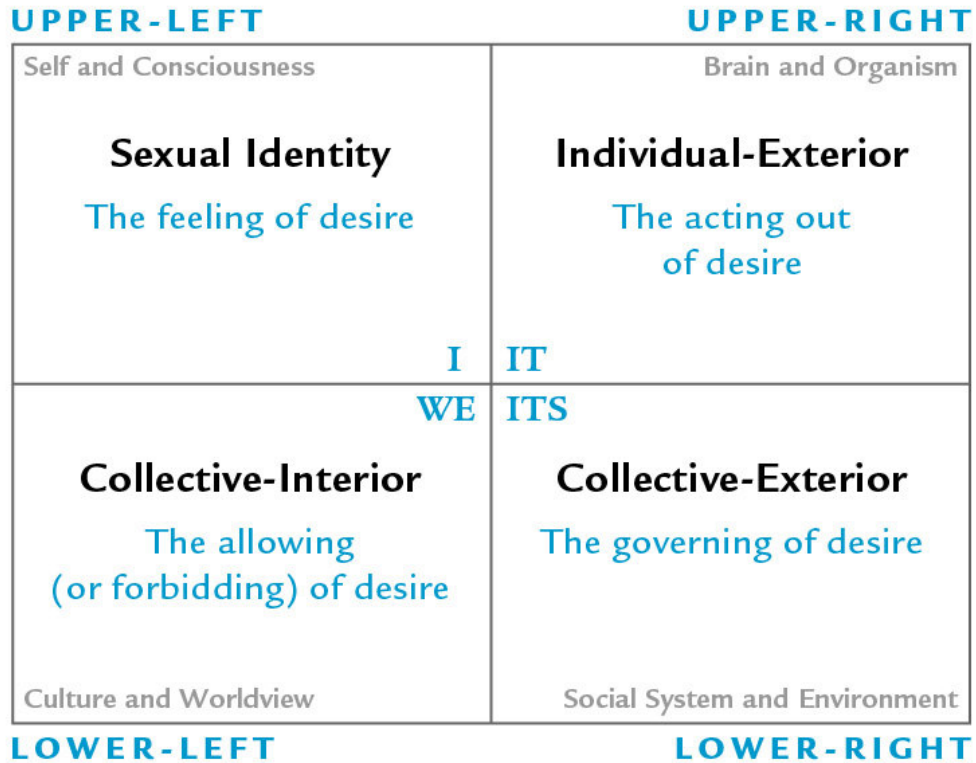 UPPER-LEFT
UPPER-RIGHT
Self and Consciousness
Brain and Organism
Sexual Identity
The feeling of desire
Individual-Exterior
The acting out
of desire
I
IT
WE
ITS
Collective-Interior
The allowing
(or forbidding) of desire
Collective-Exterior
The governing of desire
Culture and Worldview
Social System and Environment
LOWER-LEFT
LOWER-RIGHT